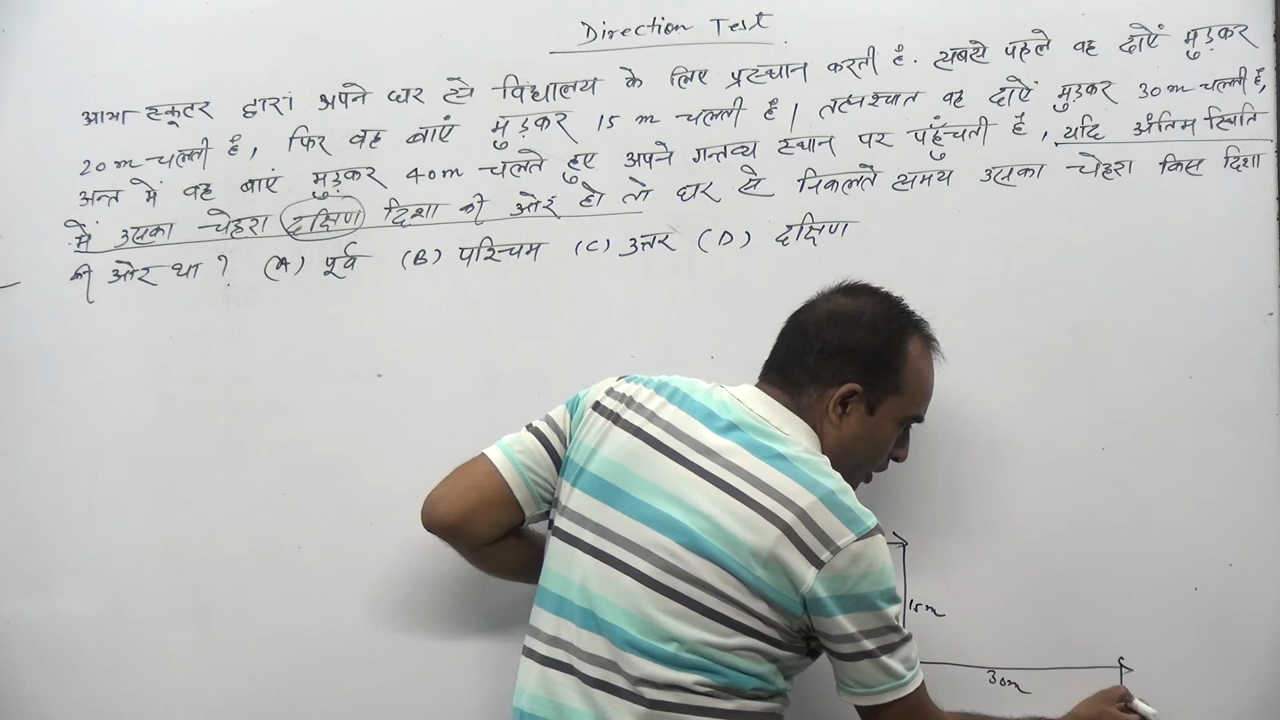 Direction Test
आभा स्कूटर द्वारा अपने घर से विद्यालय के लिए प्रस्थान करती है. सबसे पहले वह दाएँ मुड़कर
20m चलती है, फिर वह बाएं मुड़कर 15 m चलती है। तत्पश्चात वह दाएँ मुड़कर 30m चलती है,
अन्त में वह बाएं मुड़कर 40m चलते हुए अपने गन्तव्य स्थान पर पहुँचती है, यदि अंतिम स्थिति
में उसका चेहरा दक्षिण दिशा की ओर हो तो घर से निकलते समय उसका चेहरा किस दिशा
की ओर था ? (A) पूर्व (B) पश्चिम (C) उत्तर (D) दक्षिण
15m
30m